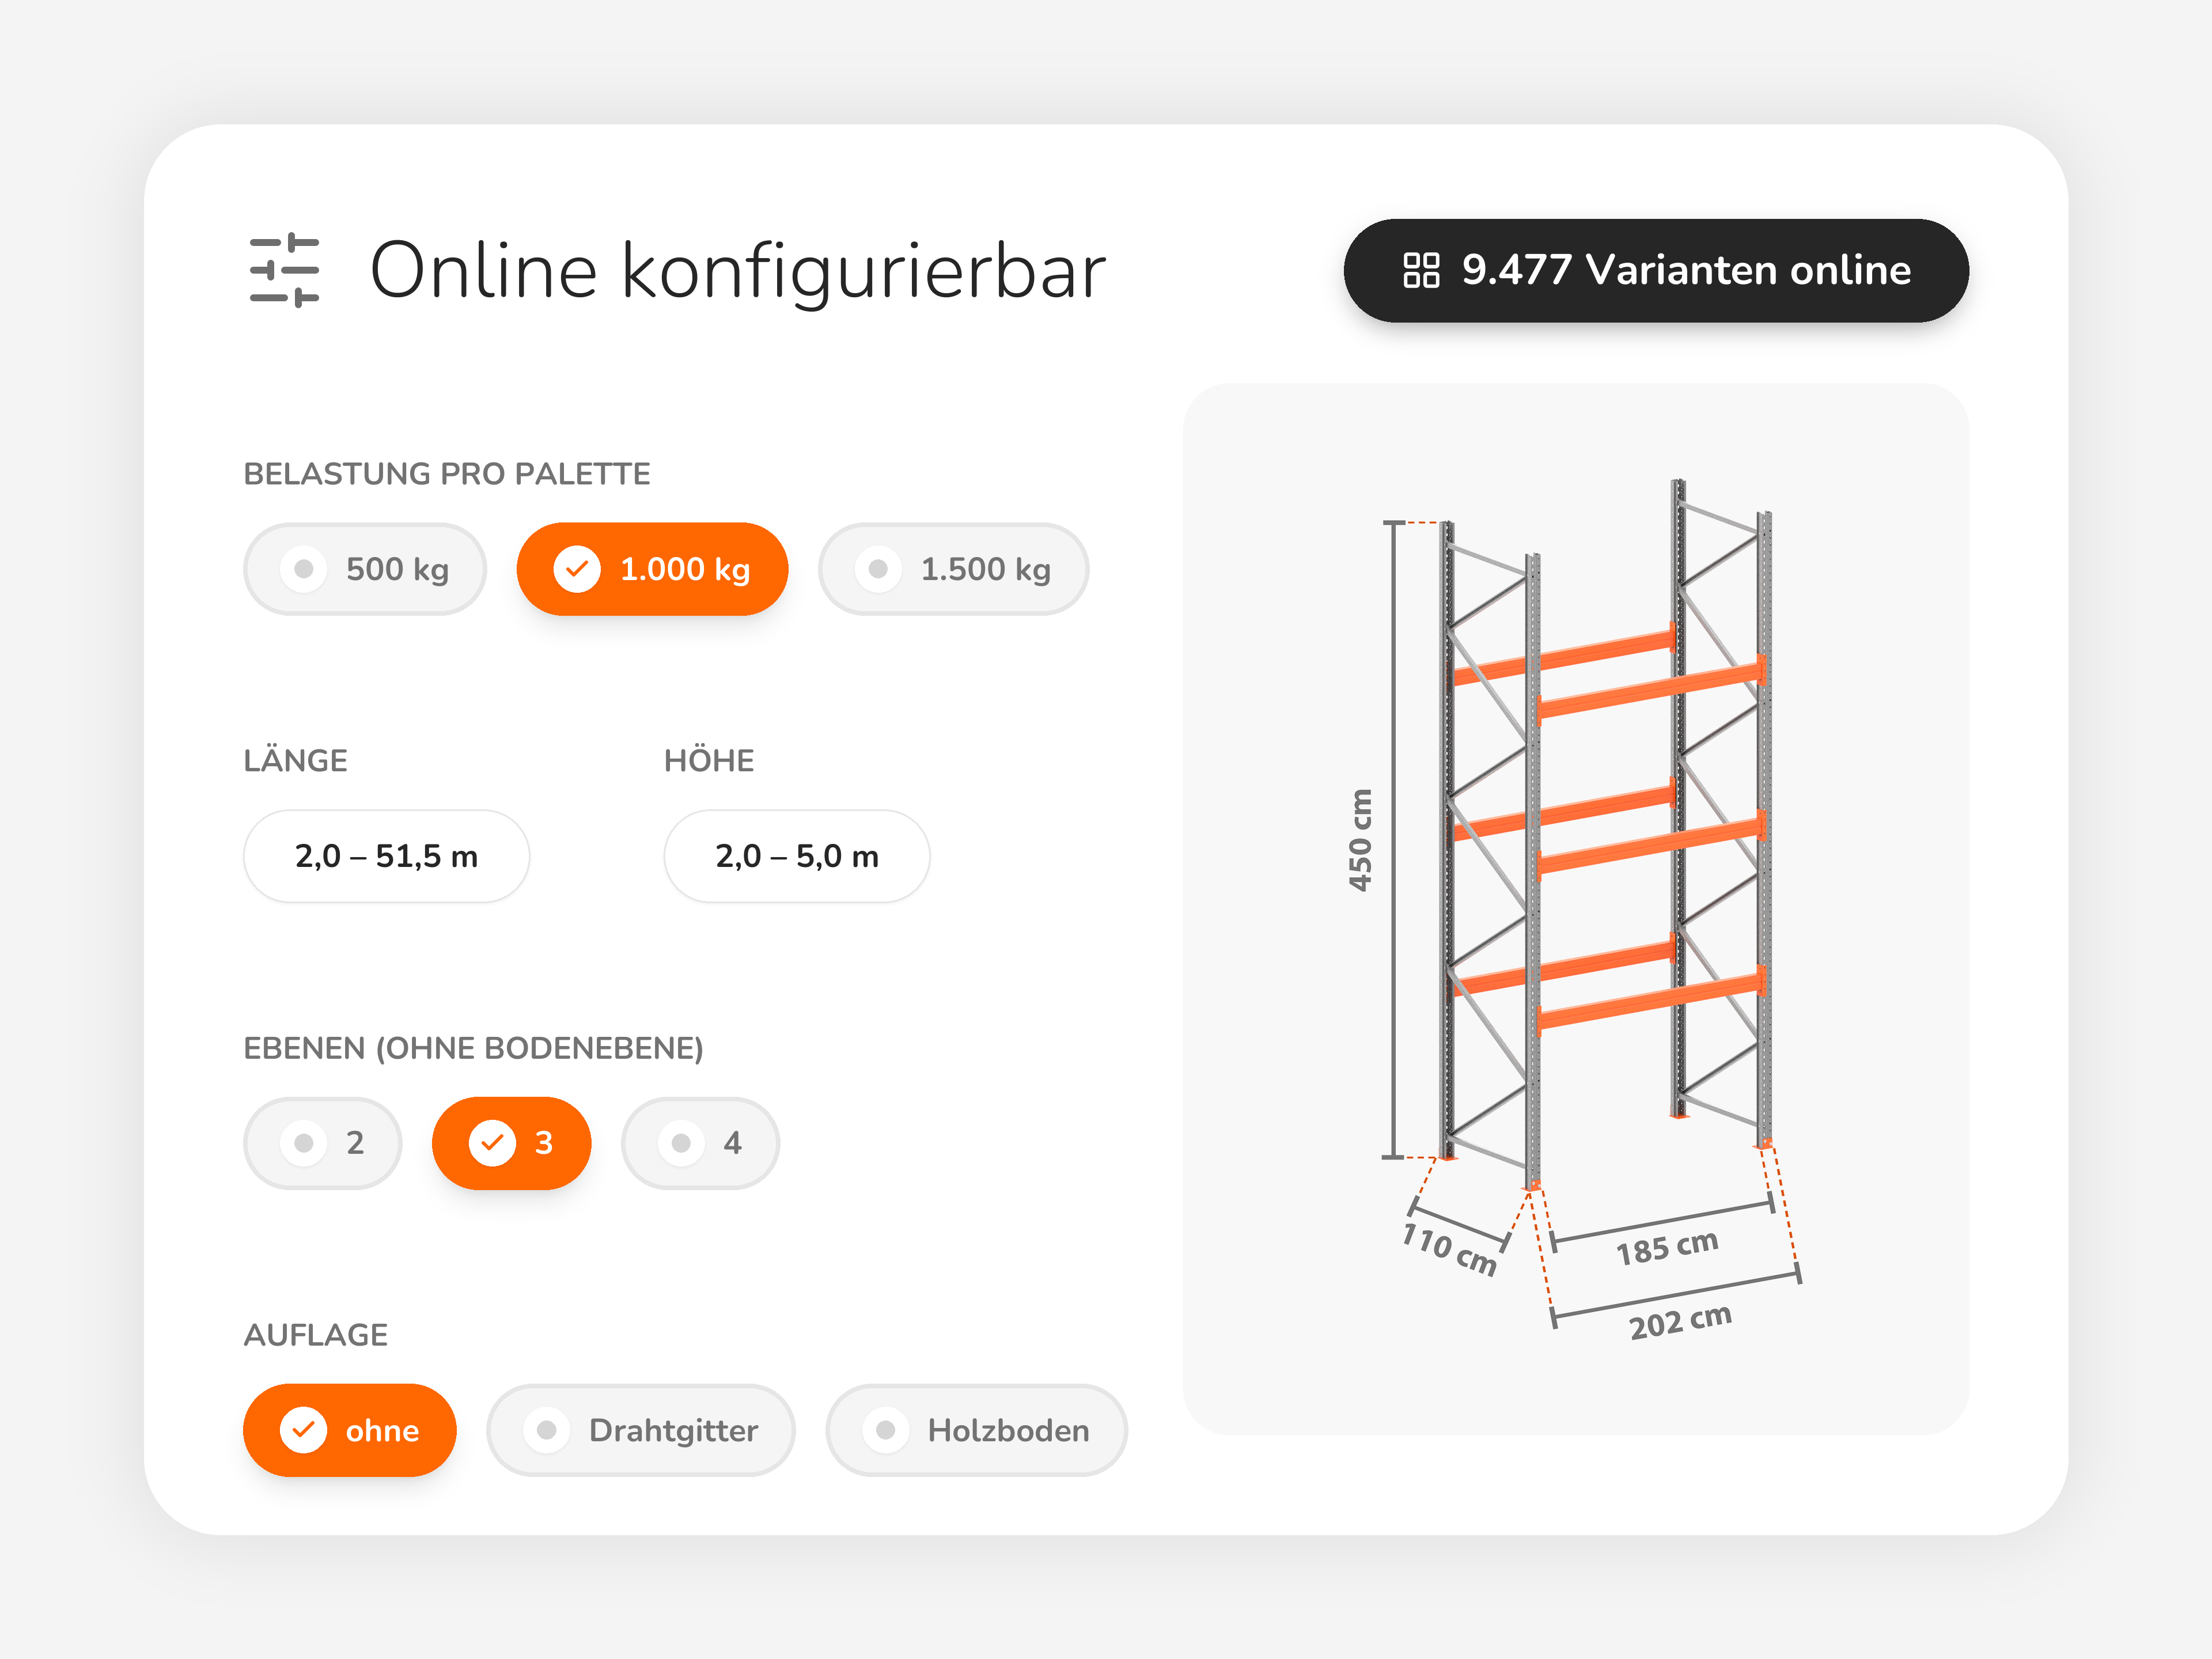 Online konfigurierbar
9.477 Varianten online
BELASTUNG PRO PALETTE
500 kg
1.000 kg
1.500 kg
LÄNGE
HÖHE
2,0 – 51,5 m
2,0 – 5,0 m
EBENEN (OHNE BODENEBENE)
2
3
4
AUFLAGE
ohne
Drahtgitter
Holzboden
450 cm
110 cm
185 cm
202 cm